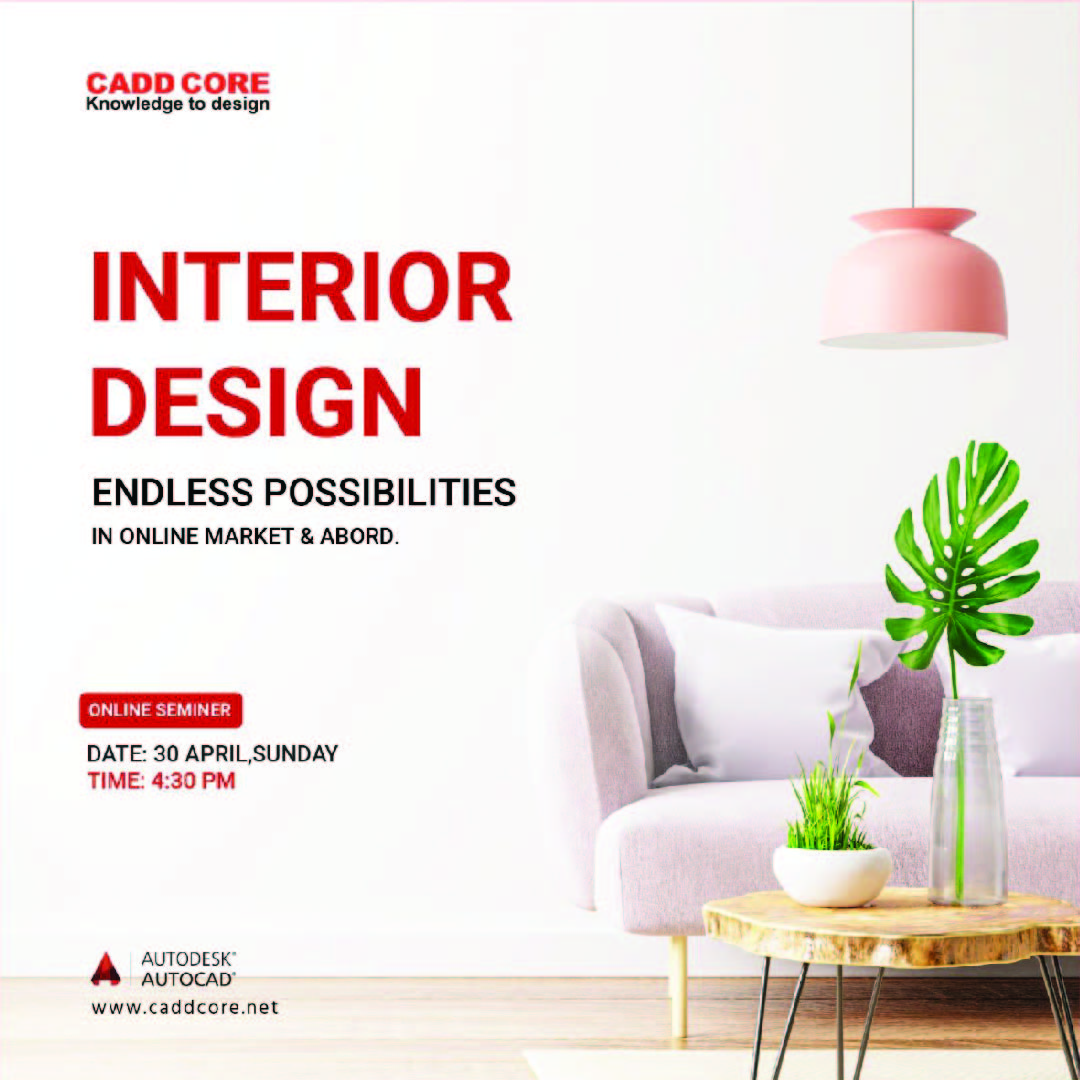 CADD CORE
Knowledge to design
INTERIOR
DESIGN
ENDLESS POSSIBILITIES
IN ONLINE MARKET & ABORD.
ONLINE SEMINER
DATE: 30 APRIL,SUNDAY
TIME: 4:30 PM
AUTODESK®
AUTOCAD®
www.caddcore.net